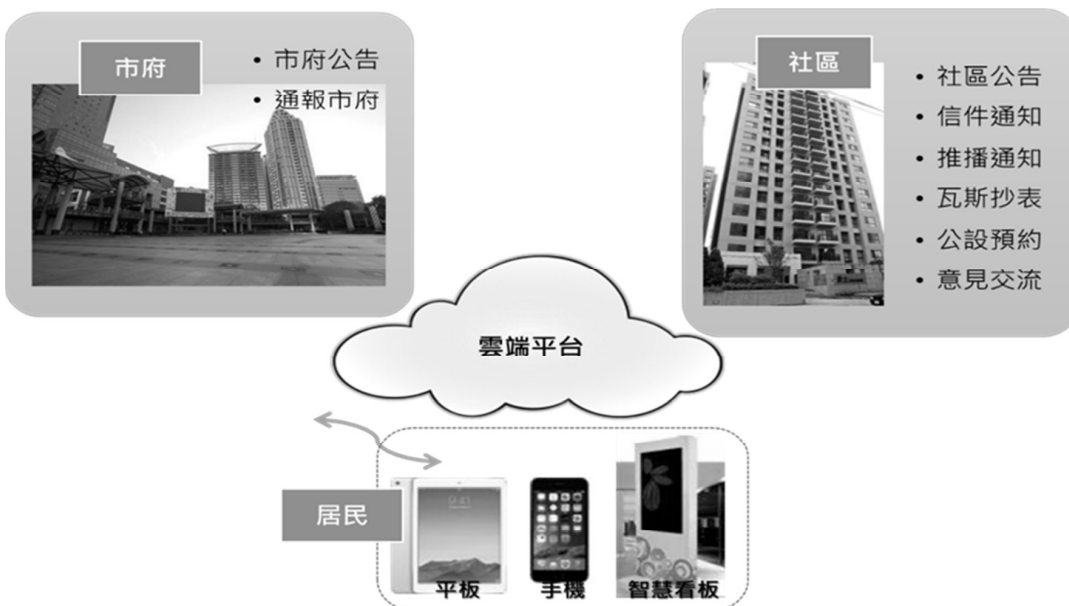 市府
• 市府公告
• 通報市府
社區
• 社區公告
• 信件通知
• 推播通知
• 瓦斯抄表
• 公設預約
• 意見交流
雲端平台
居民
平板
手機
智慧看板